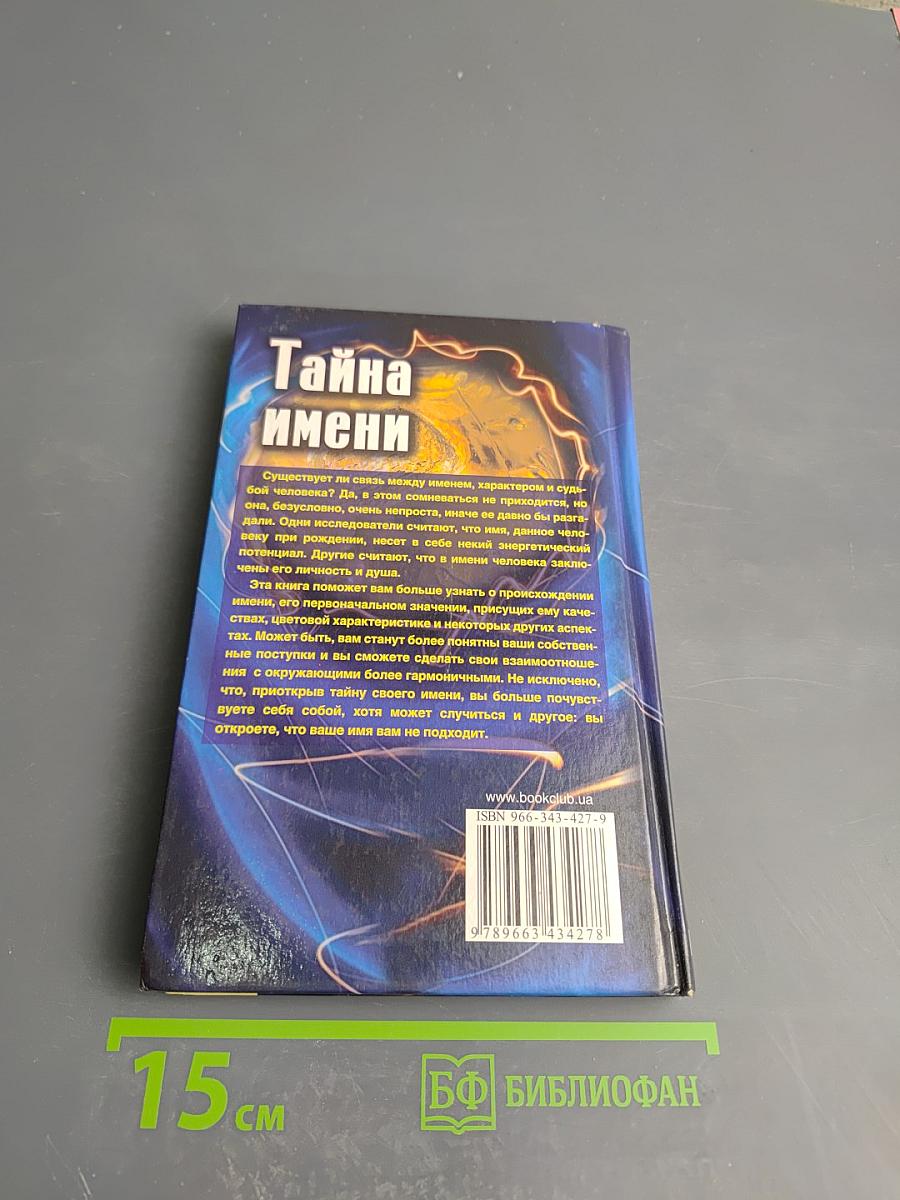 Тайна
имени
Существует ли связь между именем, характером и судь-
бой человека? Да, в этом сомневаться не приходится, но
она, безусловно, очень непроста, иначе ее давно бы разга-
дали. Одни исследователи считают, что имя, данное чело-
веку при рождении, несет в себе некий энергетический
потенциал. Другие считают, что в имени человека заклю-
чены его личность и душа.
Эта книга поможет вам больше узнать о происхождении
имени, его первоначальном значении, присущих ему каче-
ствах, цветовой характеристике и некоторых других аспек-
тах. Может быть, вам станут более понятны ваши собствен-
ные поступки и вы сможете сделать свои взаимоотноше-
ния с окружающими более гармоничными. Не исключено,
что, приоткрыв тайну своего имени, вы больше почувст-
вуете себя собой, хотя может случиться и другое: вы
откроете, что ваше имя вам не подходит.
www.bookclub.ua
ISBN 966-343-427-9
9 789663 434278
15 см
БФ БИБЛИОФАН